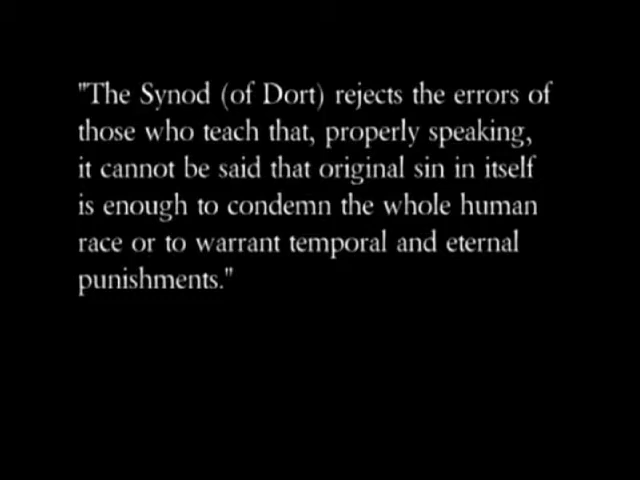 "The Synod (of Dort) rejects the errors of
those who teach that, properly speaking,
it cannot be said that original sin in itself
is enough to condemn the whole human
race or to warrant temporal and eternal
punishments."